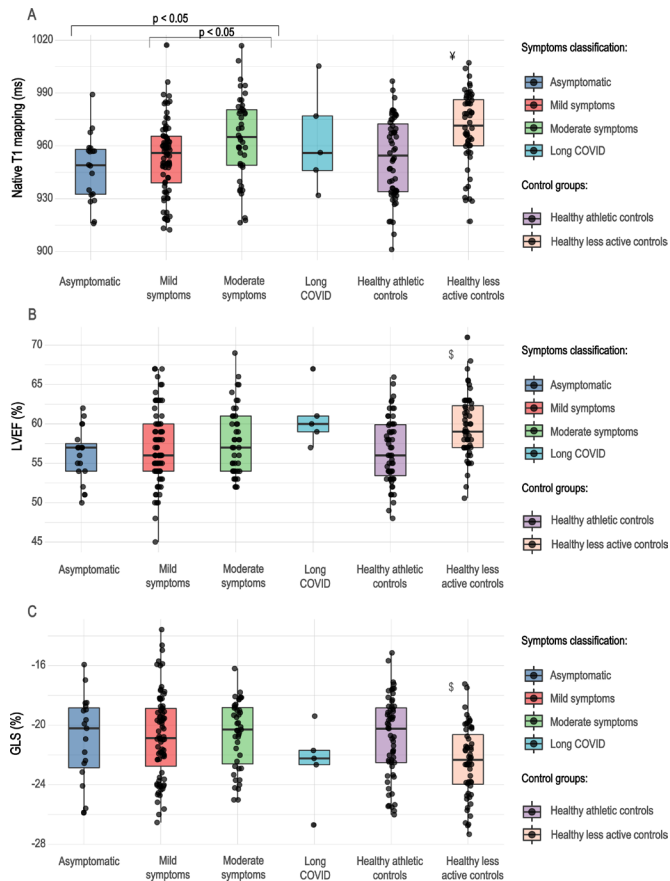 A
p < 0.05
p < 0.05
Native T1 mapping (ms)
1020
990
960
930
900
¥
Asymptomatic
Mild
symptoms
Moderate
symptoms
Long
COVID
Healthy athletic
controls
Healthy less
active controls
Symptoms classification:
Asymptomatic
Mild symptoms
Moderate symptoms
Long COVID
Control groups:
Healthy athletic controls
Healthy less active controls
B
LVEF (%)
70
65
60
55
50
45
$
Asymptomatic
Mild
symptoms
Moderate
symptoms
Long
COVID
Healthy athletic
controls
Healthy less
active controls
Symptoms classification:
Asymptomatic
Mild symptoms
Moderate symptoms
Long COVID
Control groups:
Healthy athletic controls
Healthy less active controls
C
GLS (%)
-16
-20
-24
-28
$
Asymptomatic
Mild
symptoms
Moderate
symptoms
Long
COVID
Healthy athletic
controls
Healthy less
active controls
Symptoms classification:
Asymptomatic
Mild symptoms
Moderate symptoms
Long COVID
Control groups:
Healthy athletic controls
Healthy less active controls